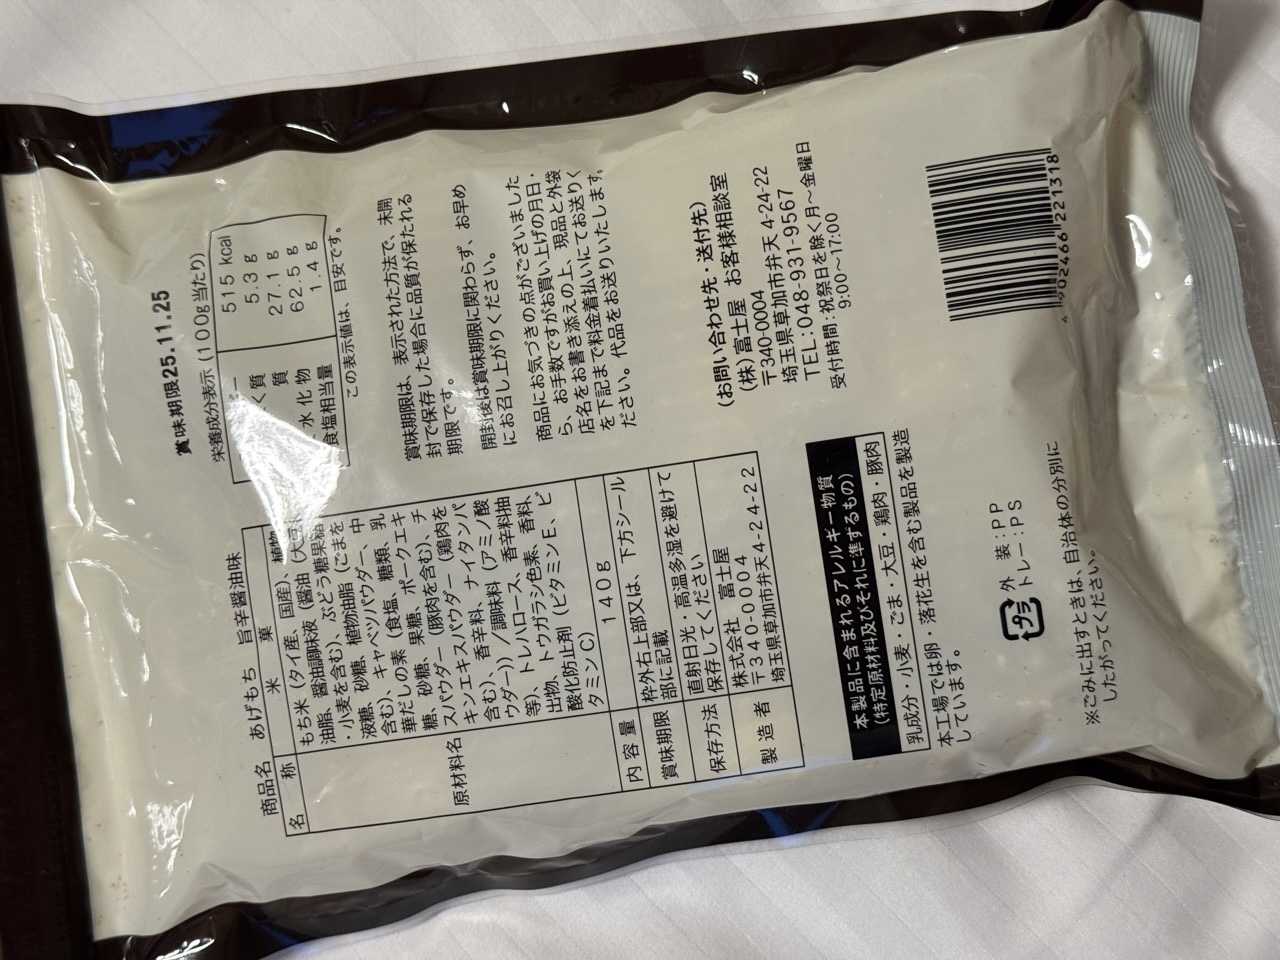 賞味期限25.11.25
栄養成分表示(100g当たり)
515 kcal
く質 5.3 g
質 27.1 g
水化物 62.5 g
食塩相当量 1.4 g
この表示値は、目安です。
賞味期限は、表示された方法で、未開
封で保存した場合に品質が保たれる
期限です。
開封後は賞味期限に関わらず、お早め
にお召し上がりください。
商品にお気づきの点がございました
ら、お手数ですがお買い上げの月日・
店名をお書き添えの上、現品と外袋
を下記まで料金着払いにてお送りく
ださい。代品をお送りいたします。
(お問い合わせ先・送付先)
(株)富士屋 お客様相談室
〒340-0004
埼玉県草加市弁天4-24-22
TEL:048-931-9567
受付時間:祝祭日を除く月〜金曜日
9:00〜17:00
4 902466 221318
商品名 あげもち 旨辛醤油味
名称 米菓
原材料名 もち米(タイ産、国産)、植物
油脂、醤油調味液(醤油(大豆
・小麦を含む)、ぶどう糖果糖
液糖、砂糖、植物油脂(ごまを
含む)、キャベツパウダー、中
華だしの素(食塩、糖類、乳
糖、砂糖、果糖、ポークエキ
スパウダー(豚肉を含む)、チ
キンエキスパウダー(鶏肉を
含む)、香辛料、ナイタンパ
ウダー))/調味料(アミノ酸
等)、トレハロース、香辛料抽
出物、トウガラシ色素、香料、
酸化防止剤(ビタミンE、ビ
タミンC)
内容量 140g
賞味期限 枠外右上部又は、下方シール
部に記載
保存方法 直射日光・高温多湿を避けて
保存してください
製造者 株式会社 富士屋
〒340-0004
埼玉県草加市弁天4-24-22
本製品に含まれるアレルギー物質
(特定原材料及びそれに準ずるもの)
乳成分・小麦・ごま・大豆・鶏肉・豚肉
本工場では卵・落花生を含む製品を製造
しています。
プラ
外装:PP
トレー:PS
※ごみに出すときは、自治体の分別に
したがってください。